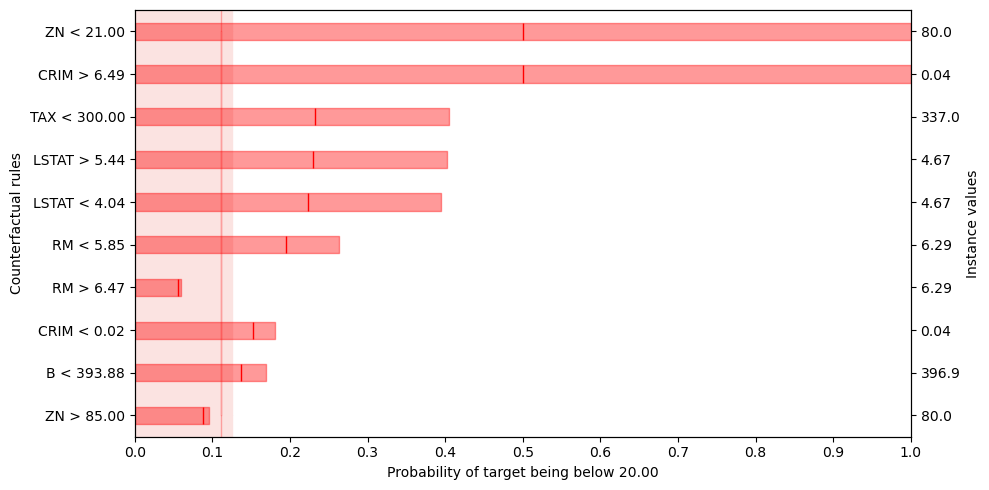 ZN < 21.00 80.0
CRIM > 6.49 0.04
TAX < 300.00 337.0
LSTAT > 5.44 4.67
LSTAT < 4.04 4.67
RM < 5.85 6.29
RM > 6.47 6.29
CRIM < 0.02 0.04
B < 393.88 396.9
ZN > 85.00 80.0
Counterfactual rules
Instance values
0.0 0.1 0.2 0.3 0.4 0.5 0.6 0.7 0.8 0.9 1.0
Probability of target being below 20.00